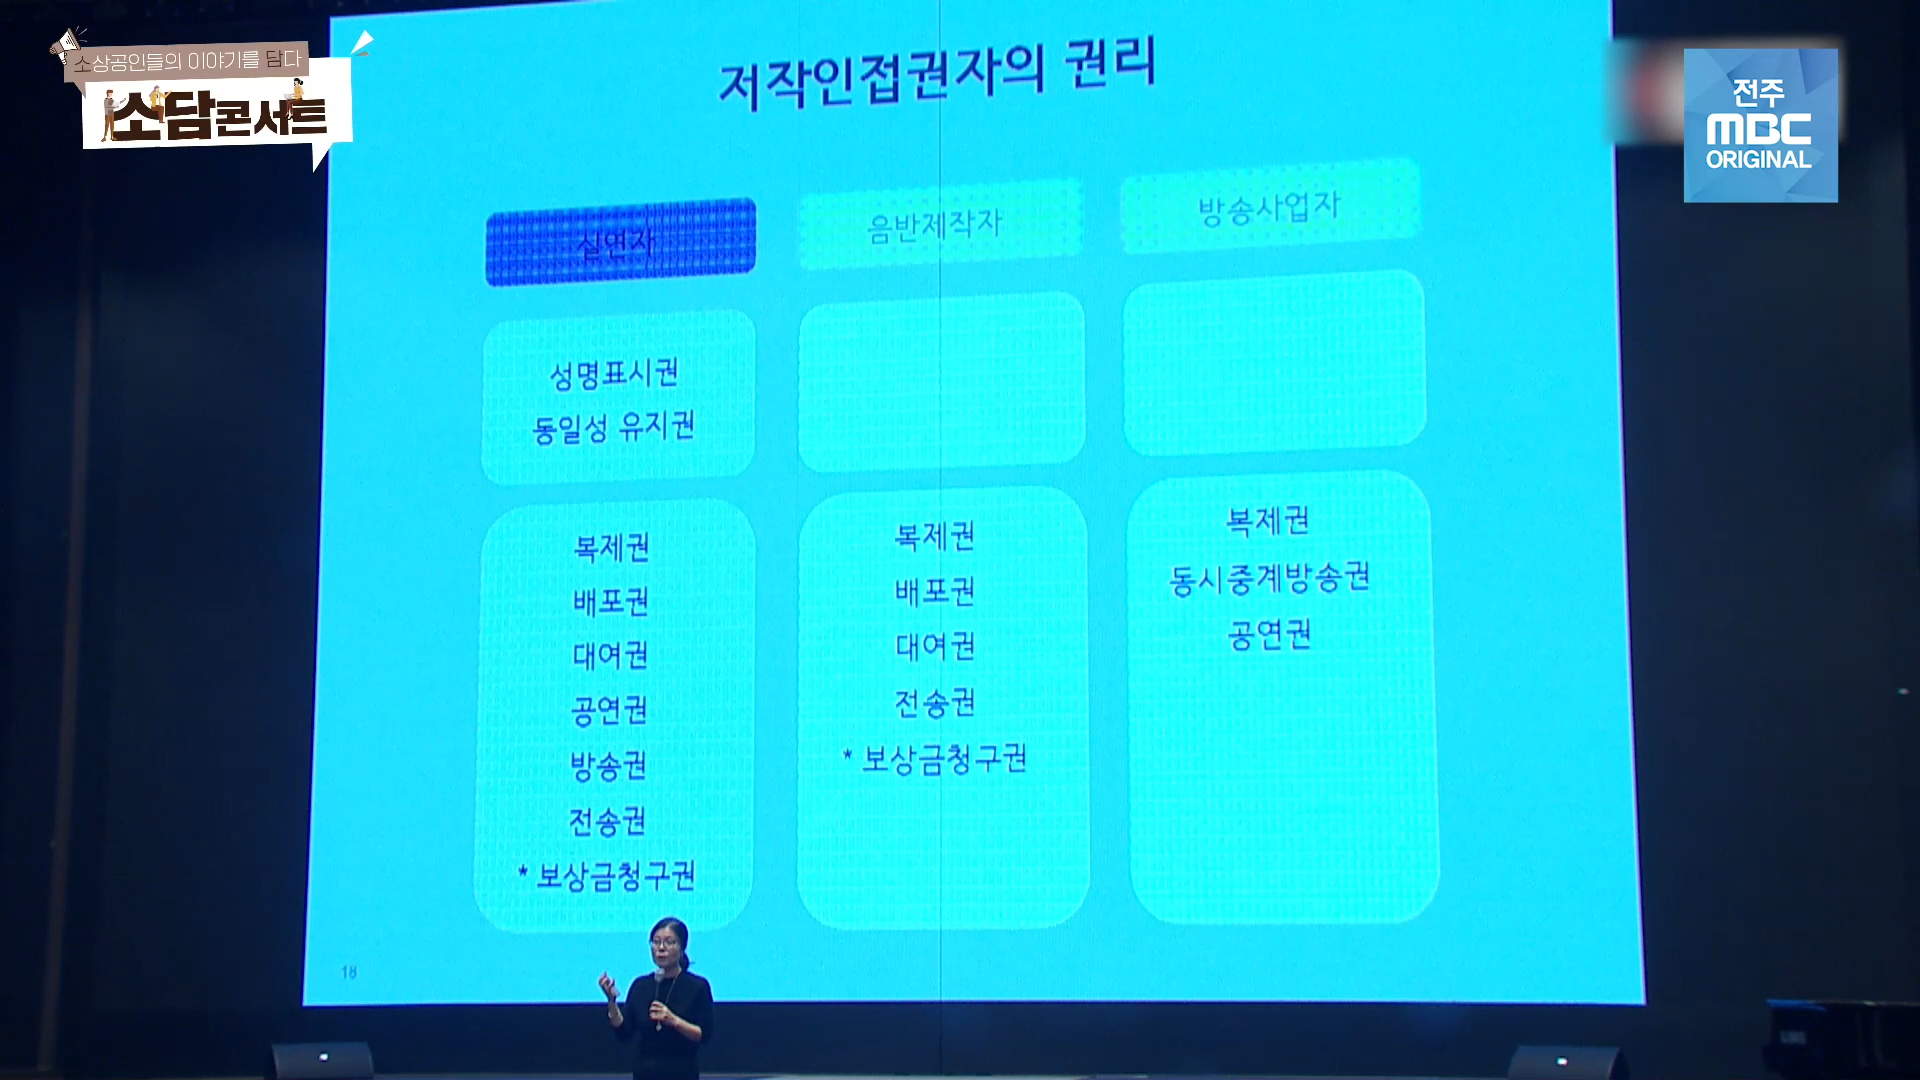 소상공인들의 이야기를 담다
소담콘서트
전주
MBC
ORIGINAL
저작인접권자의 권리
실연자
음반제작자
방송사업자
성명표시권
동일성 유지권
복제권
배포권
대여권
공연권
방송권
전송권
* 보상금청구권
복제권
배포권
대여권
전송권
* 보상금청구권
복제권
동시중계방송권
공연권
18